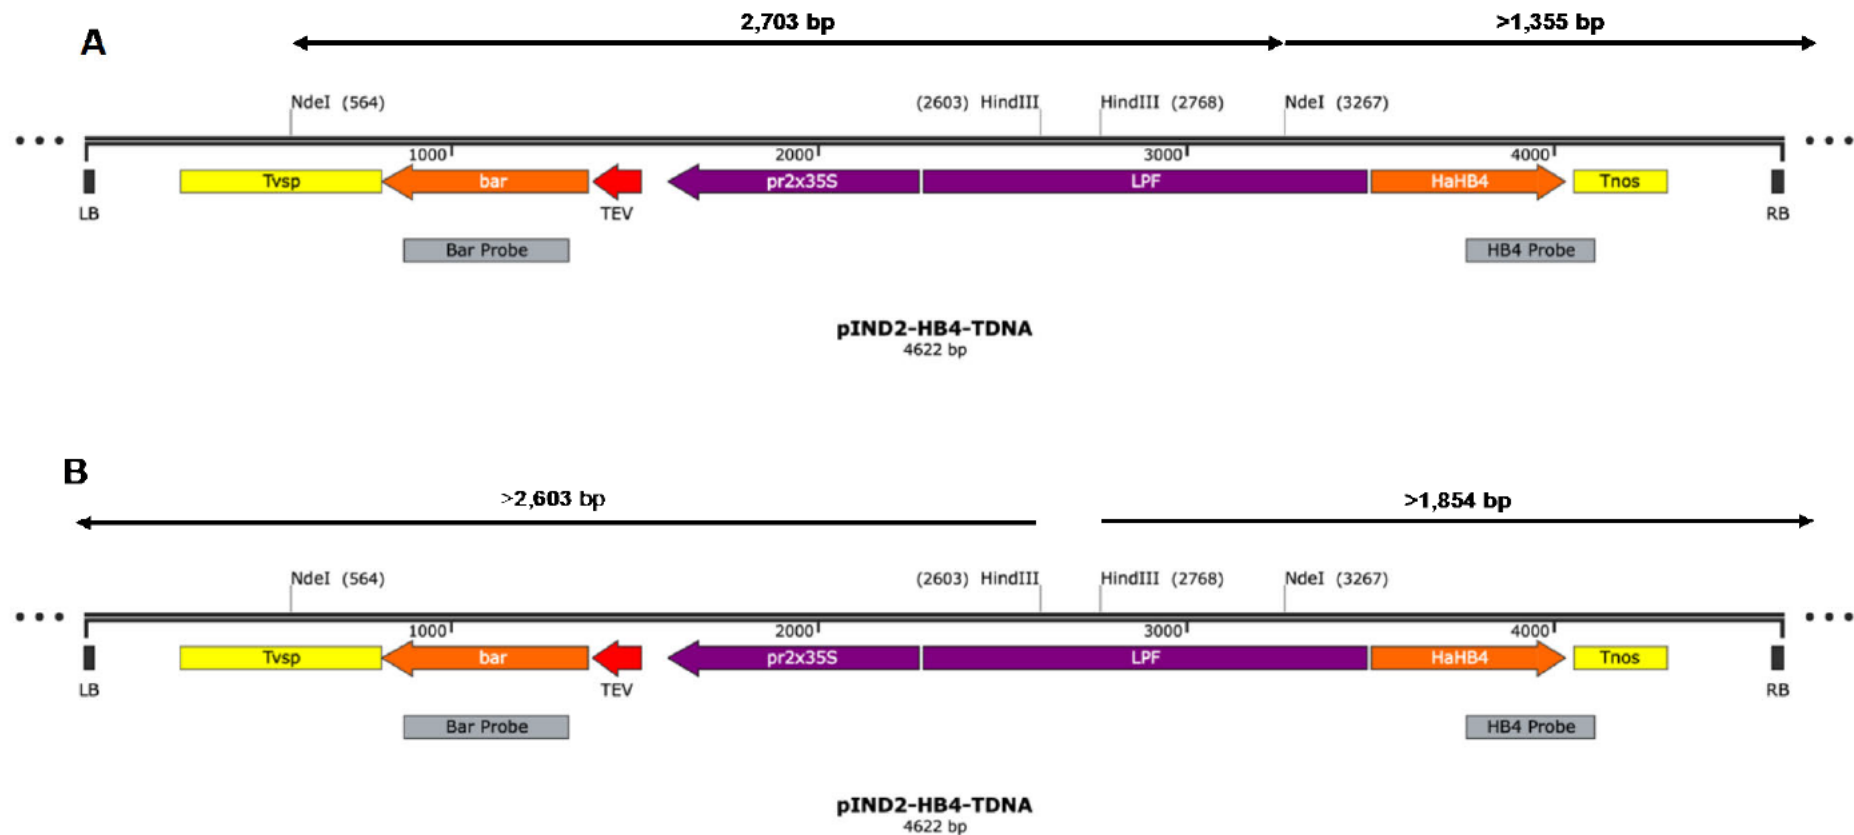 A
2,703 bp
>1,355 bp
NdeI (564)
(2603) HindIII
HindIII (2768)
NdeI (3267)
1000
2000
3000
4000
Tvsp
bar
pr2x35S
LPF
HaHB4
Tnos
LB
TEV
RB
Bar Probe
HB4 Probe
pIND2-HB4-TDNA
4622 bp
B
>2,603 bp
>1,854 bp
NdeI (564)
(2603) HindIII
HindIII (2768)
NdeI (3267)
1000
2000
3000
4000
Tvsp
bar
pr2x35S
LPF
HaHB4
Tnos
LB
TEV
RB
Bar Probe
HB4 Probe
pIND2-HB4-TDNA
4622 bp